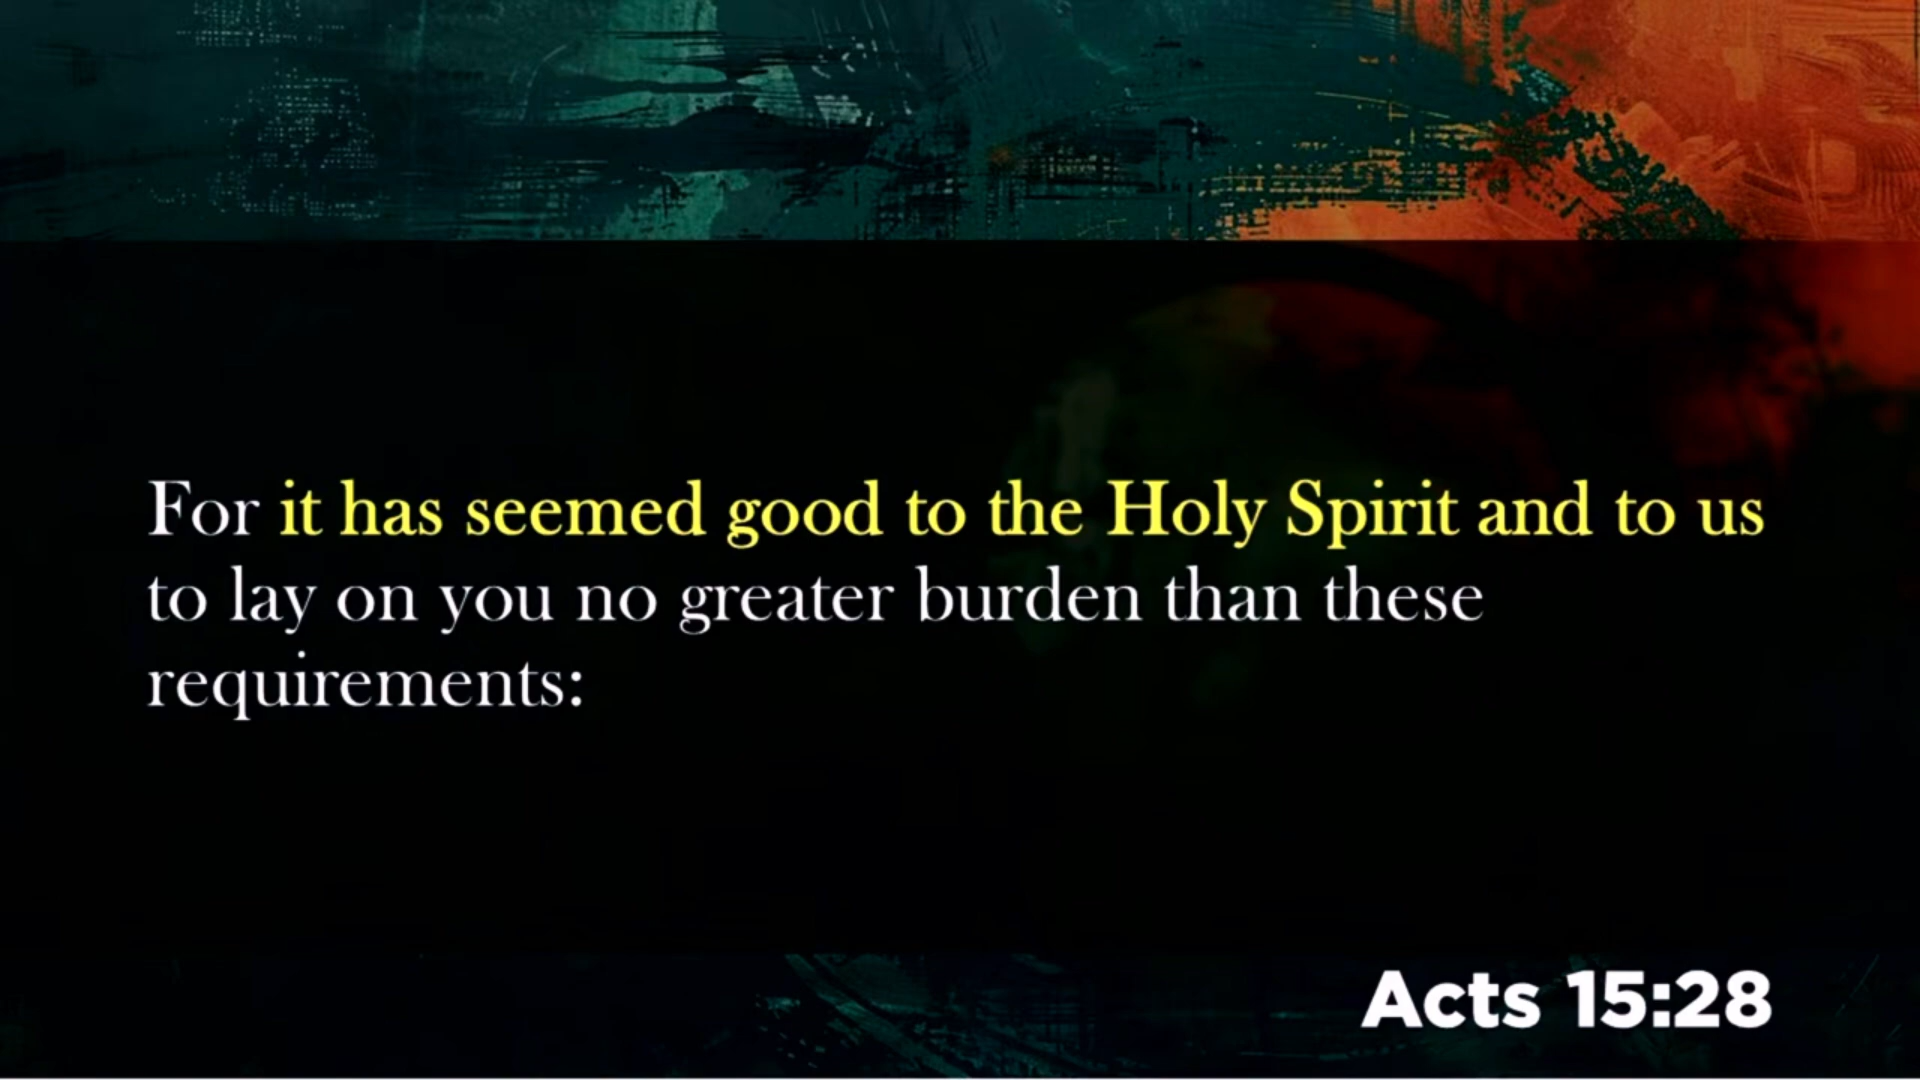 For it has seemed good to the Holy Spirit and to us
to lay on you no greater burden than these
requirements:
Acts 15:28